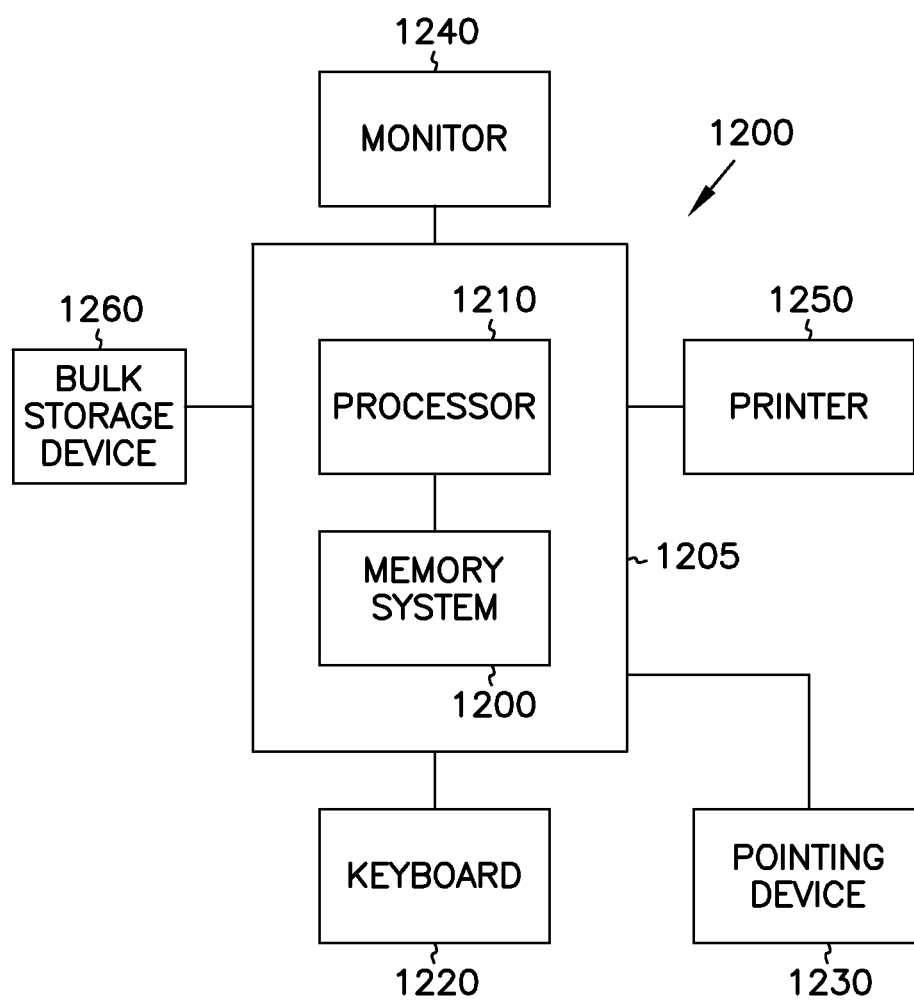 1240
MONITOR
1200
1260
BULK
STORAGE
DEVICE
1210
PROCESSOR
1250
PRINTER
MEMORY
SYSTEM
1205
1200
KEYBOARD
1220
POINTING
DEVICE
1230